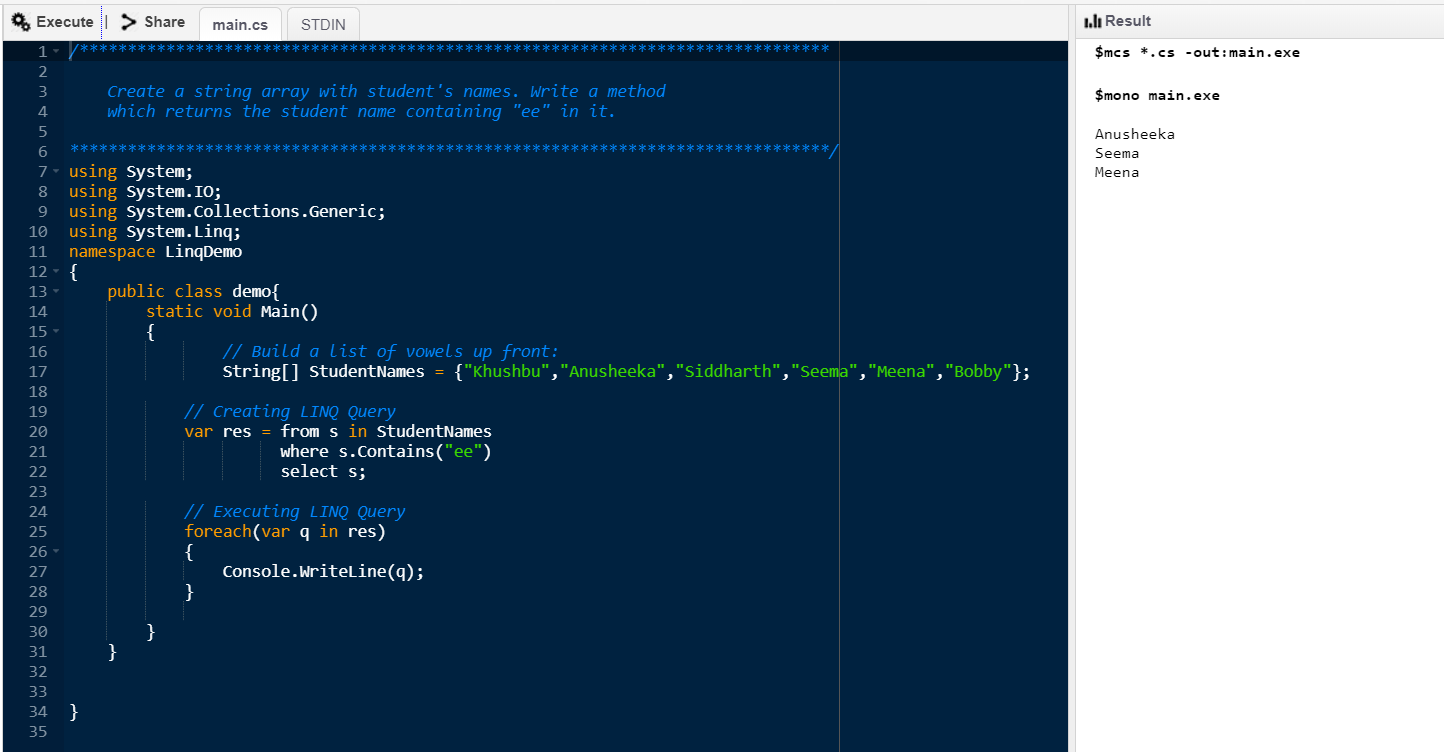 Execute | Share main.cs STDIN
1 /******************************************************************************
2
3 Create a string array with student's names. Write a method
4 which returns the student name containing "ee" in it.
5
6 *******************************************************************************/
7 using System;
8 using System.IO;
9 using System.Collections.Generic;
10 using System.Linq;
11 namespace LinqDemo
12 {
13 public class demo{
14 static void Main()
15 {
16 // Build a list of vowels up front:
17 String[] StudentNames = {"Khushbu","Anusheeka","Siddharth","Seema","Meena","Bobby"};
18
19 // Creating LINQ Query
20 var res = from s in StudentNames
21 where s.Contains("ee")
22 select s;
23
24 // Executing LINQ Query
25 foreach(var q in res)
26 {
27 Console.WriteLine(q);
28 }
29
30 }
31 }
32
33
34 }
35
Result
$mcs *.cs -out:main.exe
$mono main.exe
Anusheeka
Seema
Meena